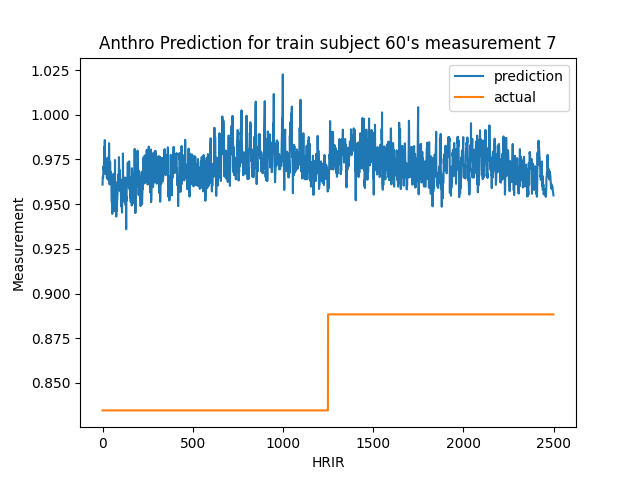 Anthro Prediction for train subject 60's measurement 7
prediction
actual
Measurement
1.025
1.000
0.975
0.950
0.925
0.900
0.875
0.850
0
500
1000
1500
2000
2500
HRIR